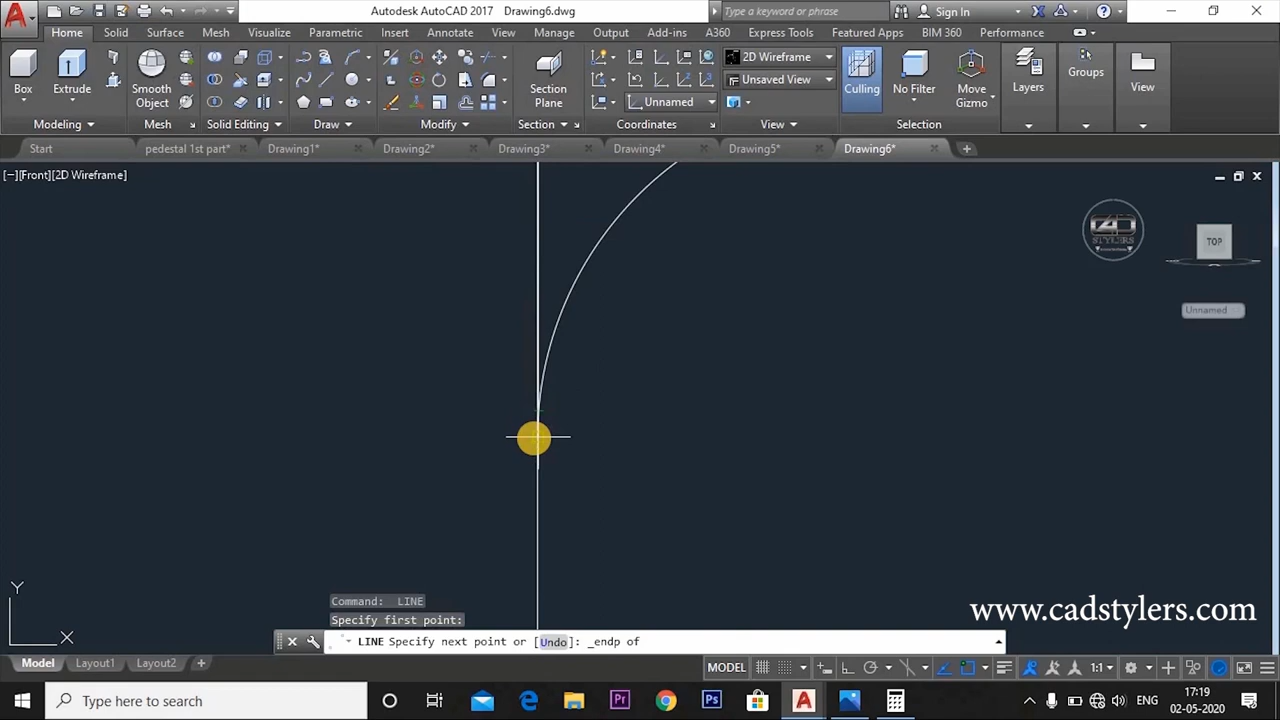 Autodesk AutoCAD 2017 Drawing6.dwg
Type a keyword or phrase
Sign In
Home Solid Surface Mesh Visualize Parametric Insert Annotate View Manage Output Add-ins A360 Express Tools Featured Apps BIM 360 Performance
2D Wireframe
Unsaved View
Unnamed
Box
Extrude
Smooth
Object
Section
Plane
Culling
No Filter
Move
Gizmo
Layers
Groups
View
Modeling Mesh Solid Editing Draw Modify Section Coordinates View Selection
Start pedestal 1st part* Drawing1* Drawing2* Drawing3* Drawing4* Drawing5* Drawing6*
[−][Front][2D Wireframe]
STYLERS
TOP
Unnamed
Y
X
Command: LINE
Specify first point:
www.cadstylers.com
LINE Specify next point or [Undo]: _endp of
Model Layout1 Layout2
MODEL
1:1
Type here to search
Pr
Ps
ENG
17:19
02-05-2020